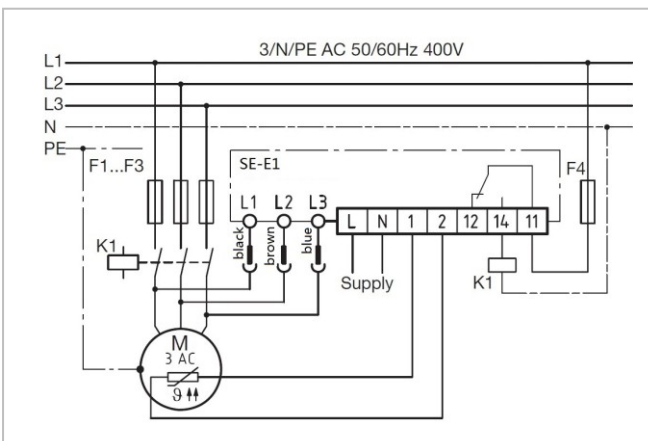 3/N/PE AC 50/60Hz 400V
L1
L2
L3
N
PE
F1...F3
SE-E1
F4
L1 L2 L3
L N 1 2 12 14 11
black
brown
blue
K1
Supply
K1
M
3 AC
ϑ